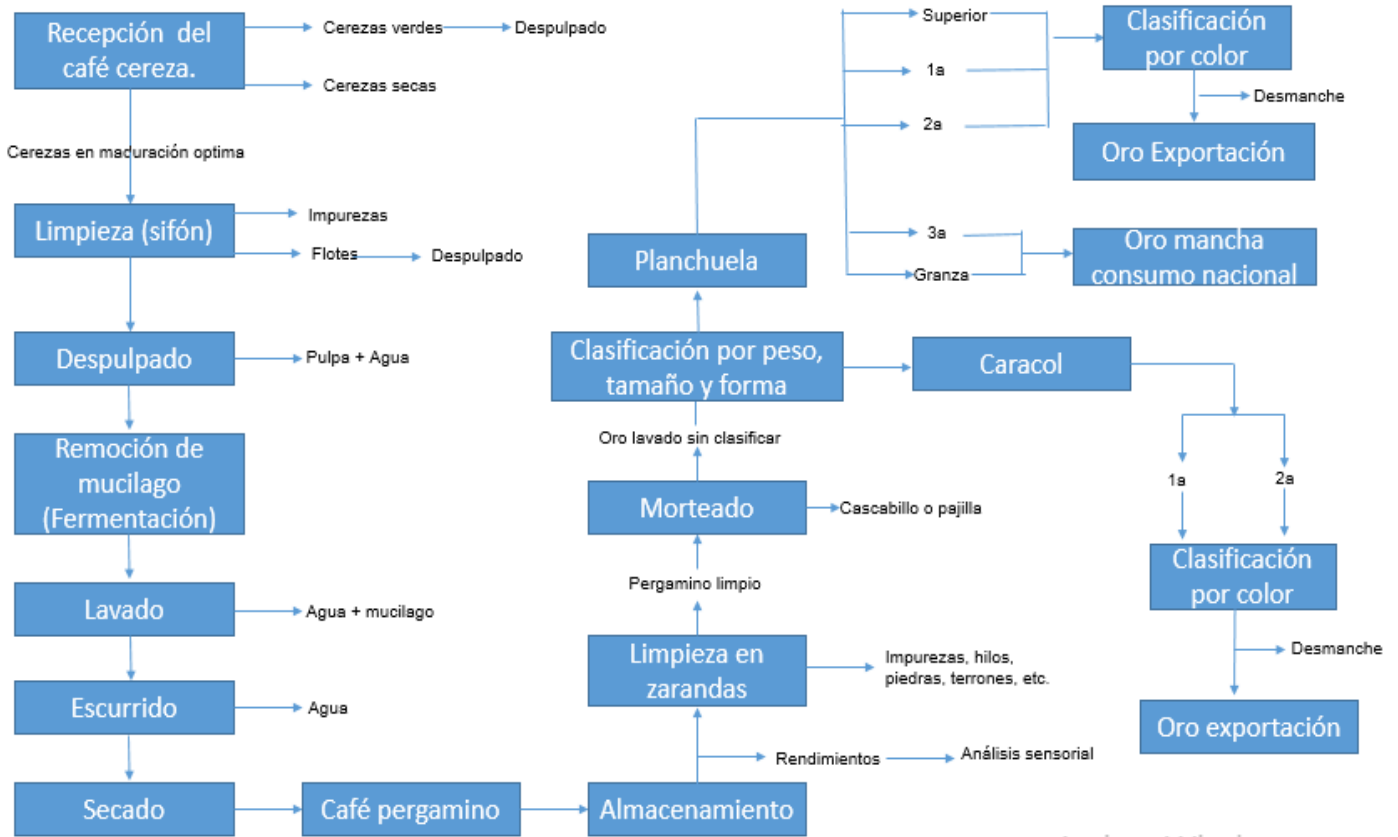 Recepción del
café cereza.
Cerezas verdes
Despulpado
Cerezas secas
Cerezas en maduración optima
Limpieza (sifón)
Impurezas
Flotes
Despulpado
Despulpado
Pulpa + Agua
Remoción de
mucilago
(Fermentación)
Lavado
Agua + mucilago
Escurrido
Agua
Secado
Café pergamino
Almacenamiento
Rendimientos
Análisis sensorial
Limpieza en
zarandas
Impurezas, hilos,
piedras, terrones, etc.
Pergamino limpio
Morteado
Cascabillo o pajilla
Oro lavado sin clasificar
Clasificación por peso,
tamaño y forma
Planchuela
Superior
1a
2a
Clasificación
por color
Desmanche
Oro Exportación
3a
Granza
Oro mancha
consumo nacional
Caracol
1a
2a
Clasificación
por color
Desmanche
Oro exportación